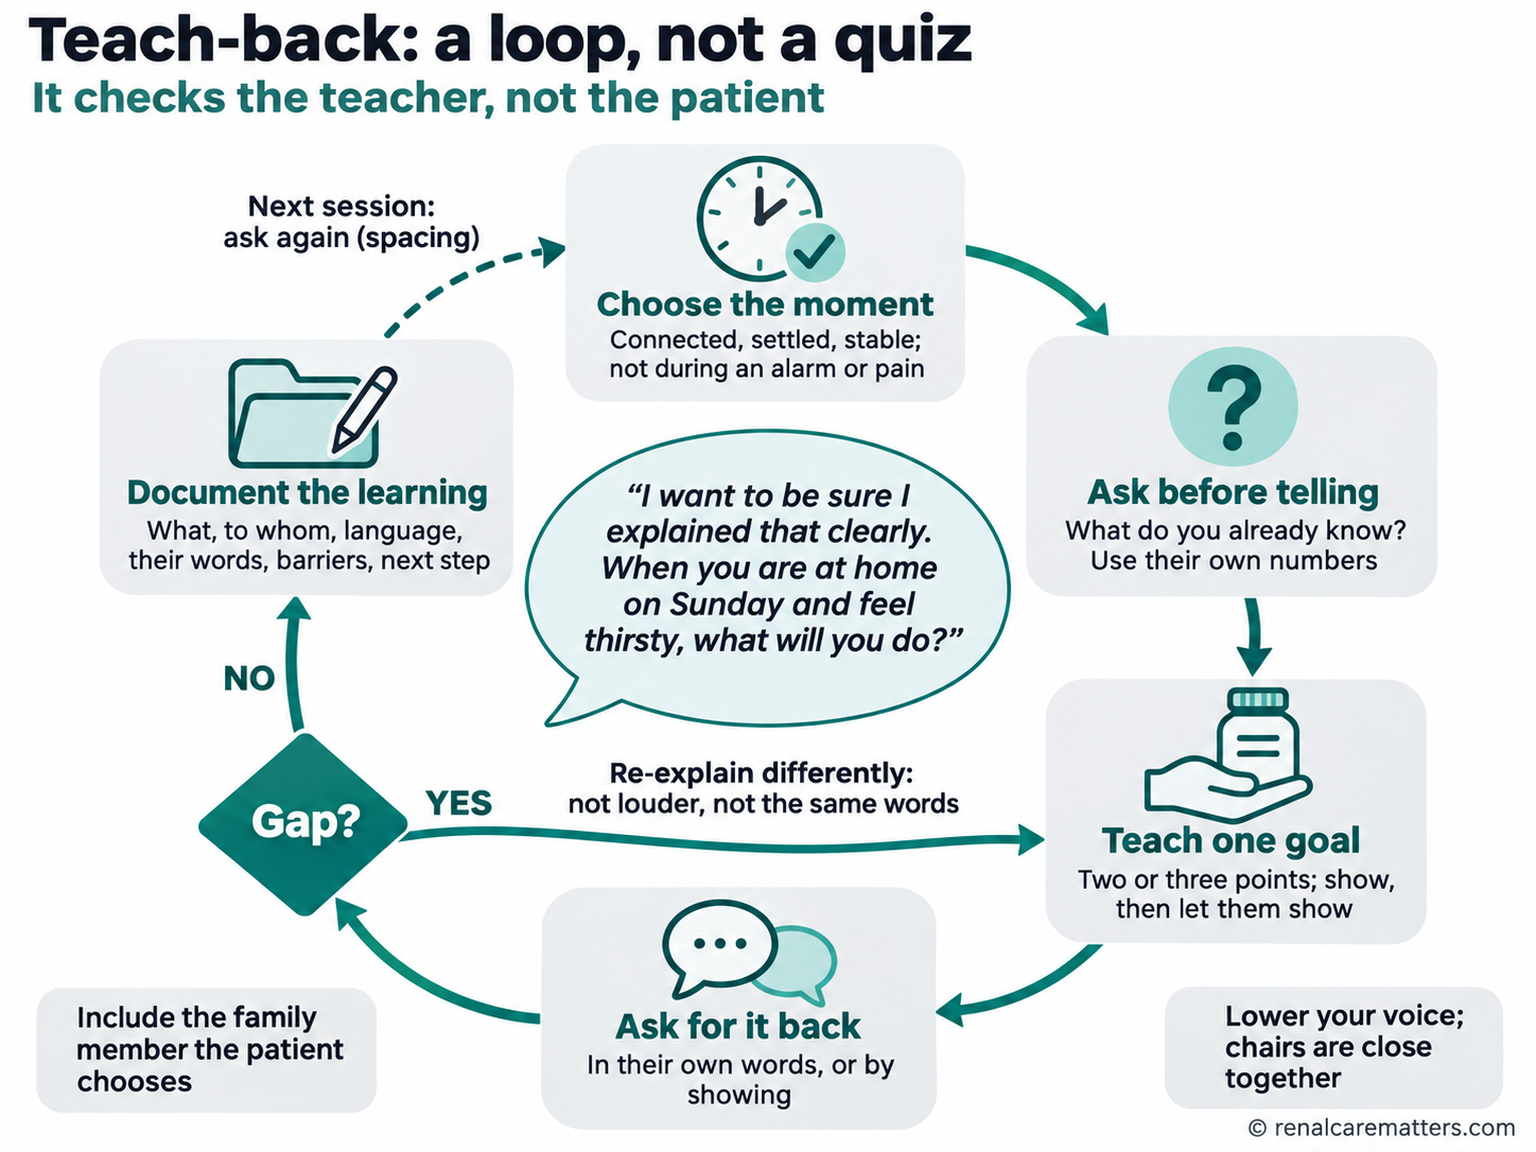 Teach-back: a loop, not a quiz
It checks the teacher, not the patient
Next session:
ask again (spacing)
Choose the moment
Connected, settled, stable;
not during an alarm or pain
Ask before telling
What do you already know?
Use their own numbers
Document the learning
What, to whom, language,
their words, barriers, next step
“I want to be sure I
explained that clearly.
When you are at home
on Sunday and feel
thirsty, what will you do?”
NO
Gap?
YES
Re-explain differently:
not louder, not the same words
Teach one goal
Two or three points; show,
then let them show
Ask for it back
In their own words, or by
showing
Include the family
member the patient
chooses
Lower your voice;
chairs are close
together
© renalcarematters.com